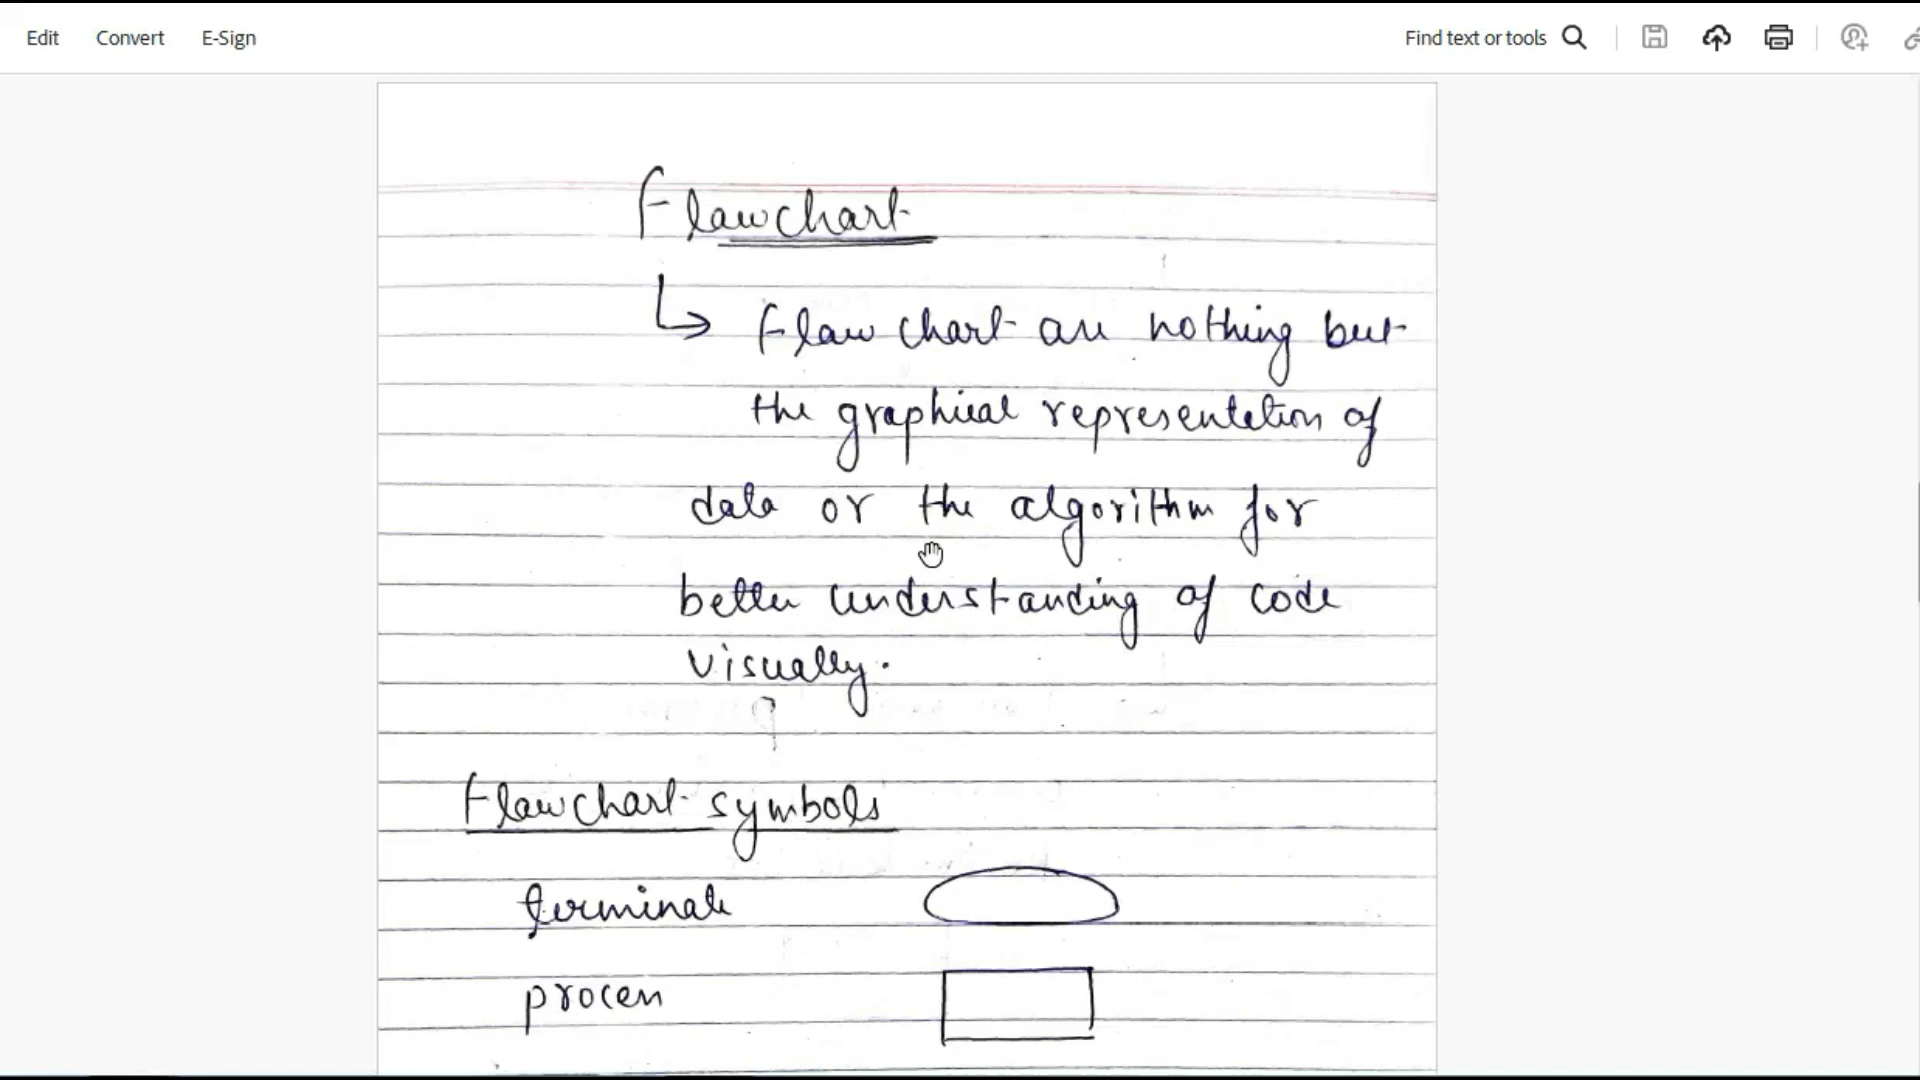 Edit Convert E-Sign Find text or tools
Flowchart
Flow chart are nothing but
the graphical representation of
data or the algorithm for
better understanding of code
visually.
Flowchart symbols
terminate
process